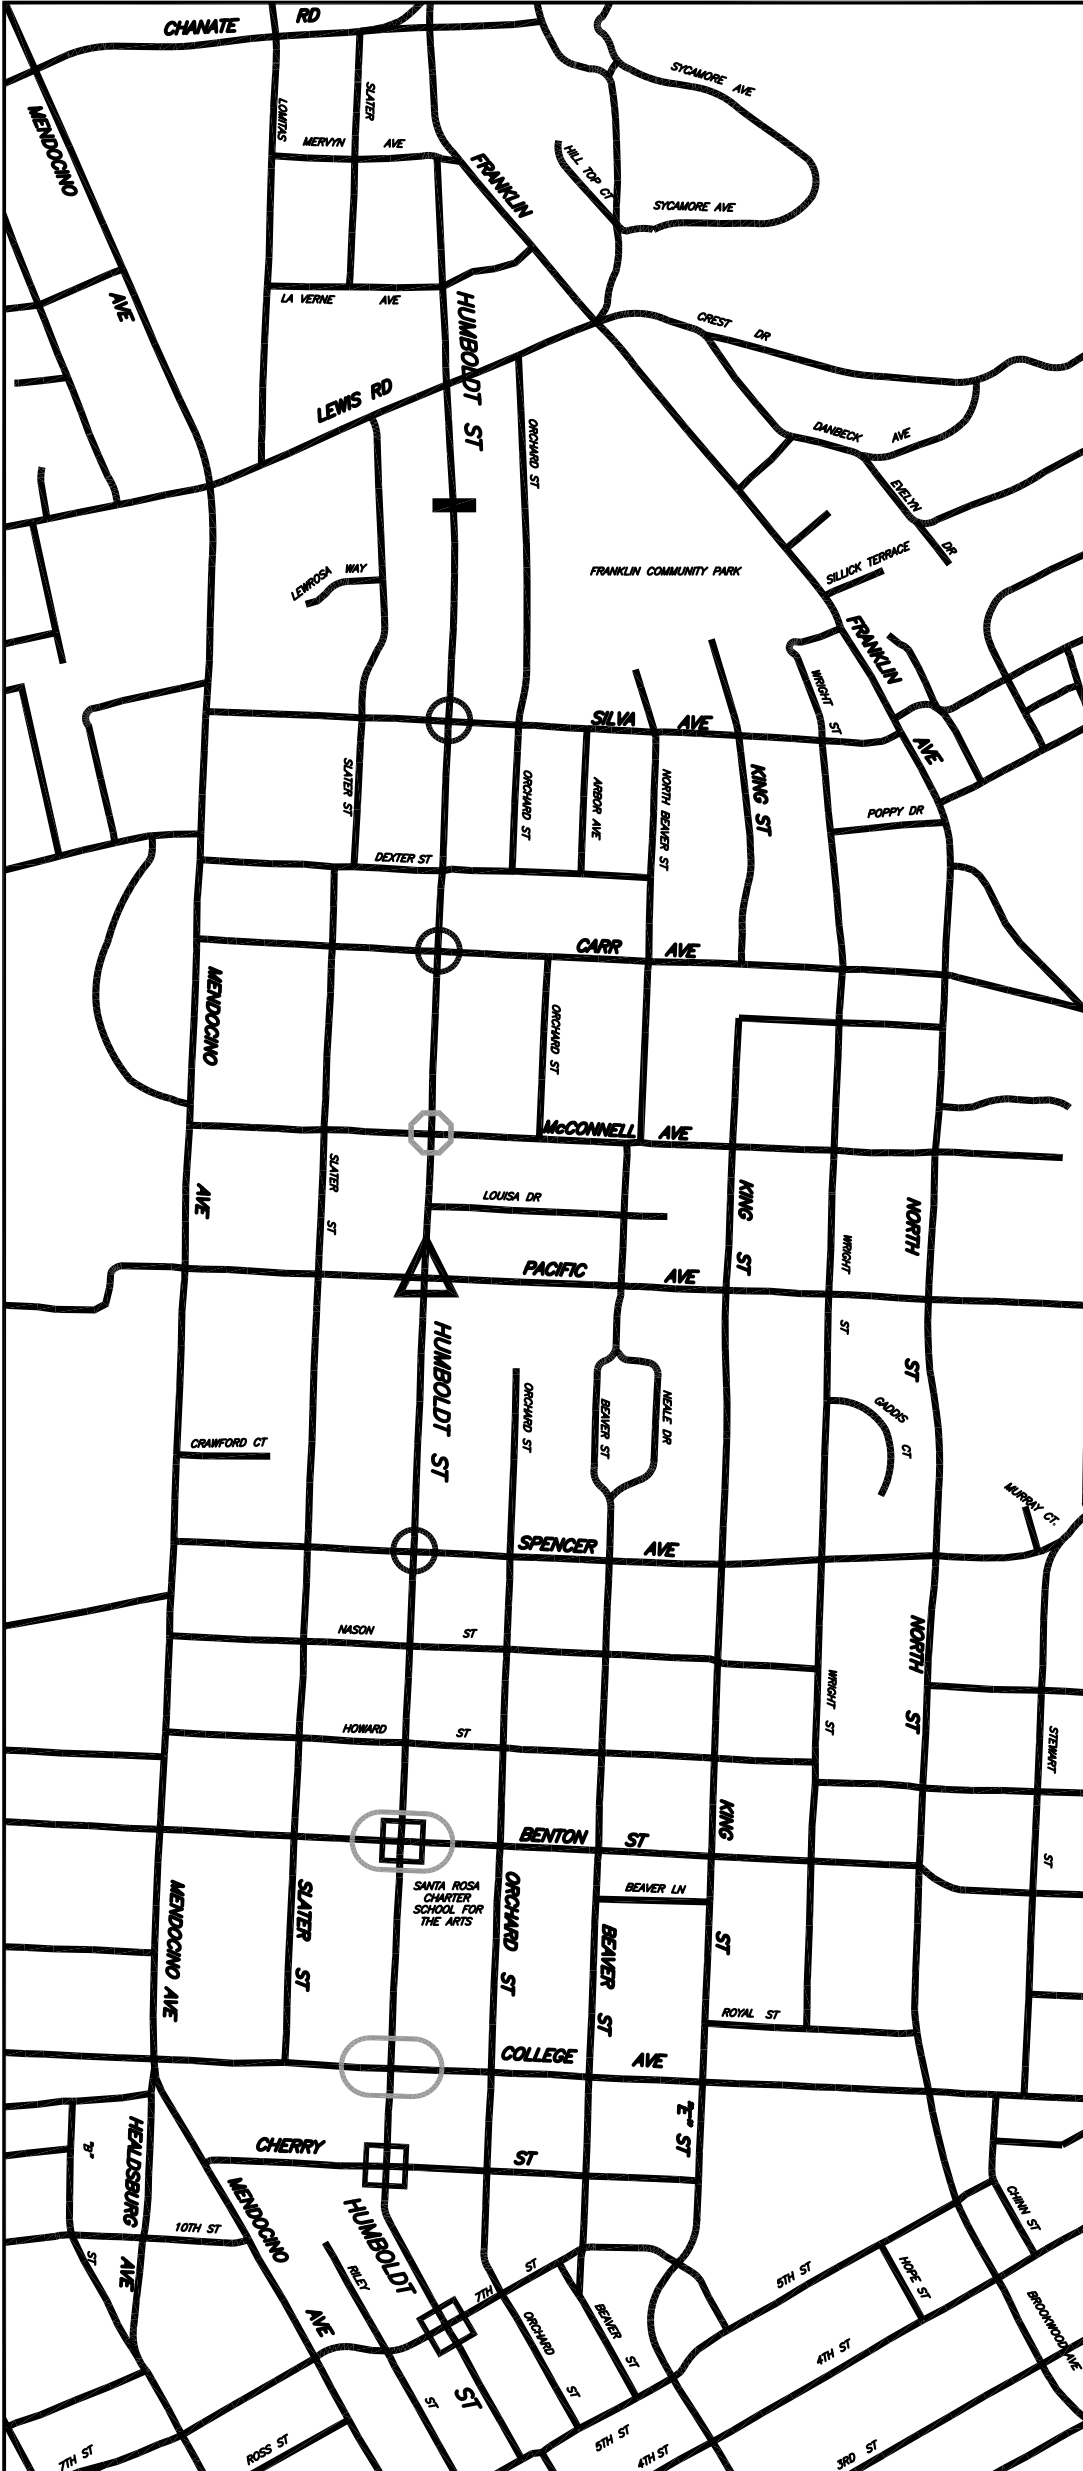 CHANATE RD
MENDOCINO
LOMITAS
SLATER
MERVYN AVE
FRANKLIN
SYCAMORE AVE
HILL TOP CT
SYCAMORE AVE
AVE
LA VERNE AVE
HUMBOLDT ST
CREST DR
LEWIS RD
ORCHARD ST
DANBECK AVE
EVELYN DR
LEWROSA WAY
FRANKLIN COMMUNITY PARK
SILLICK TERRACE
FRANKLIN AVE
WRIGHT ST
SILVA AVE
SLATER ST
ORCHARD ST
ARBOR AVE
NORTH BEAVER ST
KING ST
POPPY DR
DEXTER ST
CARR AVE
MENDOCINO
ORCHARD ST
McCONNELL AVE
SLATER ST
AVE
LOUISA DR
KING ST
WRIGHT ST
NORTH ST
PACIFIC AVE
HUMBOLDT ST
ORCHARD ST
BEAVER ST
NEALE DR
GADDIS CT
CRAWFORD CT
MURRAY CT.
SPENCER AVE
NASON ST
NORTH ST
WRIGHT ST
HOWARD ST
STEWART ST
KING ST
BENTON ST
SANTA ROSA
CHARTER
SCHOOL FOR
THE ARTS
BEAVER LN
MENDOCINO AVE
SLATER ST
ORCHARD ST
BEAVER ST
ROYAL ST
COLLEGE AVE
"E" ST
CHERRY ST
HEALDSBURG AVE
"B" ST
10TH ST
MENDOCINO AVE
HUMBOLDT ST
RILEY ST
7TH ST
ORCHARD ST
BEAVER ST
5TH ST
HOPE ST
CHINN ST
BROOKWOOD AVE
4TH ST
7TH ST
ROSS ST
5TH ST
4TH ST
3RD ST